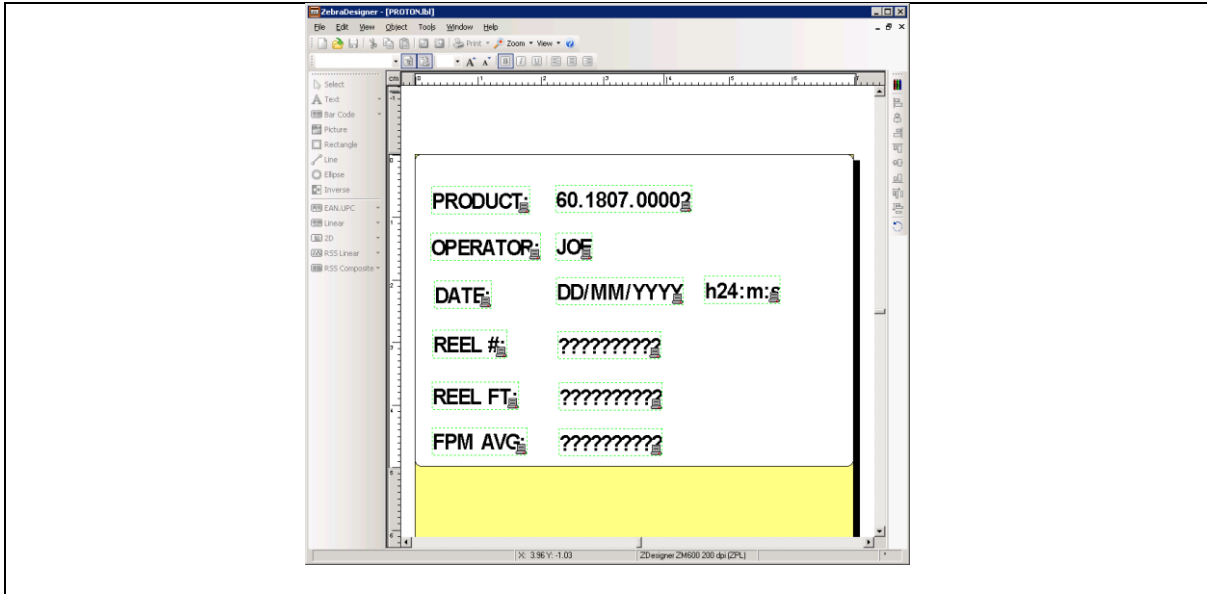 ZebraDesigner - [PROTON.lbl]
File Edit View Object Tools Window Help
Print Zoom View
Select
Text
Bar Code
Picture
Rectangle
Line
Ellipse
Inverse
EAN.UPC
Linear
2D
RSS Linear
RSS Composite
cm
PRODUCT: 60.1807.00002
OPERATOR: JOE
DATE: DD/MM/YYYY h24:m:s
REEL #: ??????????
REEL FT: ??????????
FPM AVG: ??????????
X: 3.96 Y: -1.03 ZDesigner ZM600 200 dpi (ZPL)